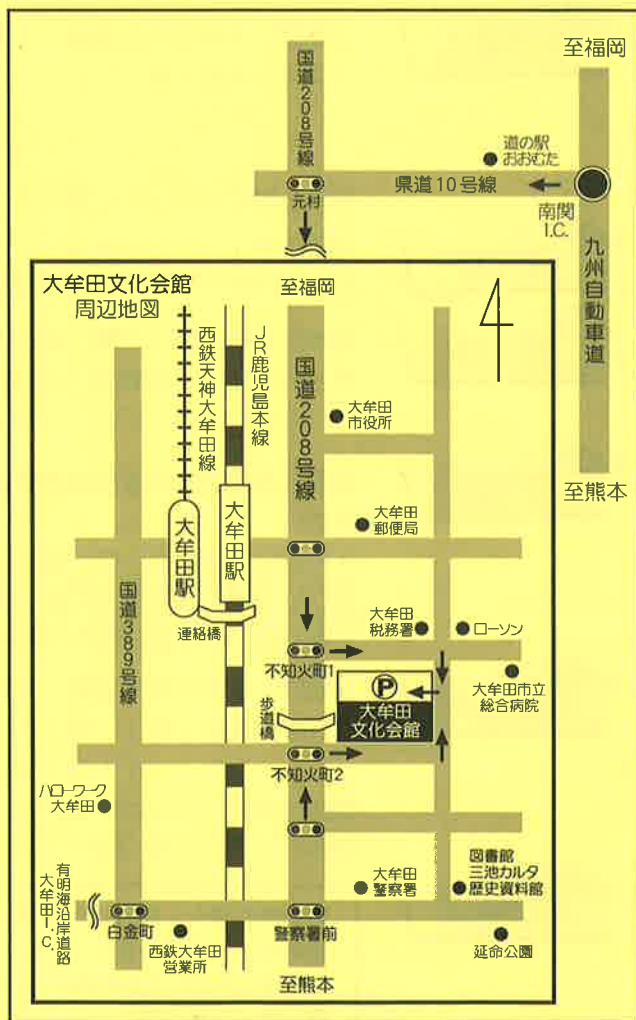 至福岡
国道208号線
道の駅
おおむた
県道10号線
元村
南関
I.C.
九州自動車道
至熊本
大牟田文化会館
周辺地図
至福岡
西鉄天神大牟田線
JR鹿児島本線
国道208号線
大牟田
市役所
大牟田駅
大牟田駅
大牟田
郵便局
国道389号線
連絡橋
大牟田
税務署
ローソン
不知火町1
P
大牟田
文化会館
大牟田市立
総合病院
歩道橋
不知火町2
ハローワーク
大牟田
大牟田
警察署
図書館
三池カルタ
歴史資料館
有明海沿岸道路
大牟田I.C.
白金町
西鉄大牟田
営業所
警察署前
延命公園
至熊本